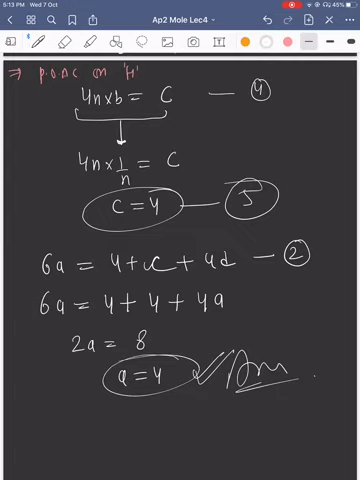 5:13 PM Wed 7 Oct
45%
Ap2 Mole Lec4
⇒ P.O.A.C on 'H'
4n×b = C — ④
4n×1/n = C
C = 4 — ⑤
6a = 4 + C + 4d — ②
6a = 4 + 4 + 4a
2a = 8
a = 4 ✓ Ans